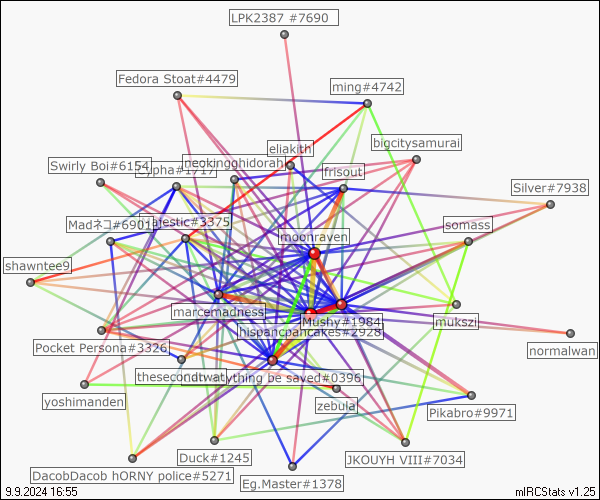 LPK2387 #7690
Fedora Stoat#4479
ming#4742
bigcitysamurai
eliakith
neokingghidorah
Swirly Boi#6154
#1717
frisout
Silver#7938
Madネコ#6901
majestic#3375
somass
moonraven
shawntee9
marcemadness
Mushy#1984
mukszi
hispancpancakes#2928
Pocket Persona#3326
normalwan
thesecondtwat
ything be saved#0396
yoshimanden
zebula
Pikabro#9971
Duck#1245
JKOUYH VIII#7034
DacobDacob hORNY police#5271
Eg.Master#1378
9.9.2024 16:55
mIRCStats v1.25